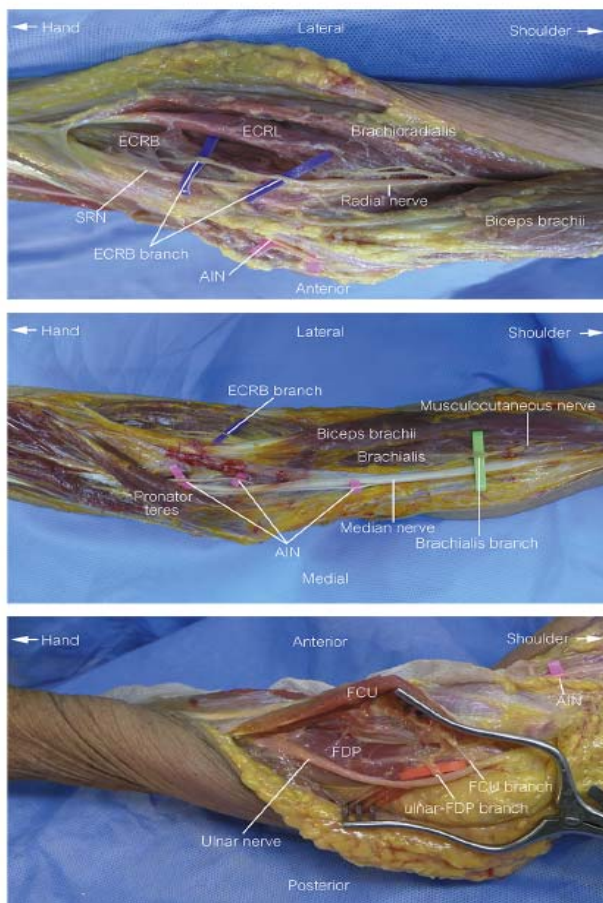 Hand
Lateral
Shoulder
ECRB
ECRL
Brachioradialis
SRN
Radial nerve
ECRB branch
Biceps brachii
AIN
Anterior
Hand
Lateral
Shoulder
ECRB branch
Musculocutaneous nerve
Biceps brachii
Brachialis
Pronator
teres
Median nerve
AIN
Brachialis branch
Medial
Hand
Anterior
Shoulder
FCU
AIN
FDP
FCU branch
ulnar-FDP branch
Ulnar nerve
Posterior